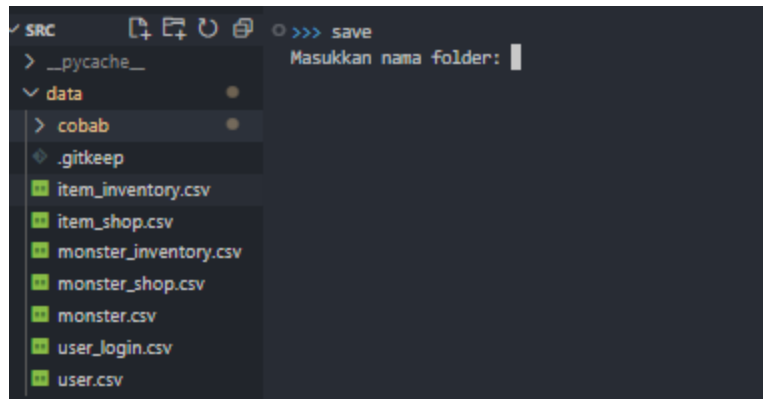 SRC
__pycache__
data
cobab
.gitkeep
item_inventory.csv
item_shop.csv
monster_inventory.csv
monster_shop.csv
monster.csv
user_login.csv
user.csv
>>> save
Masukkan nama folder: